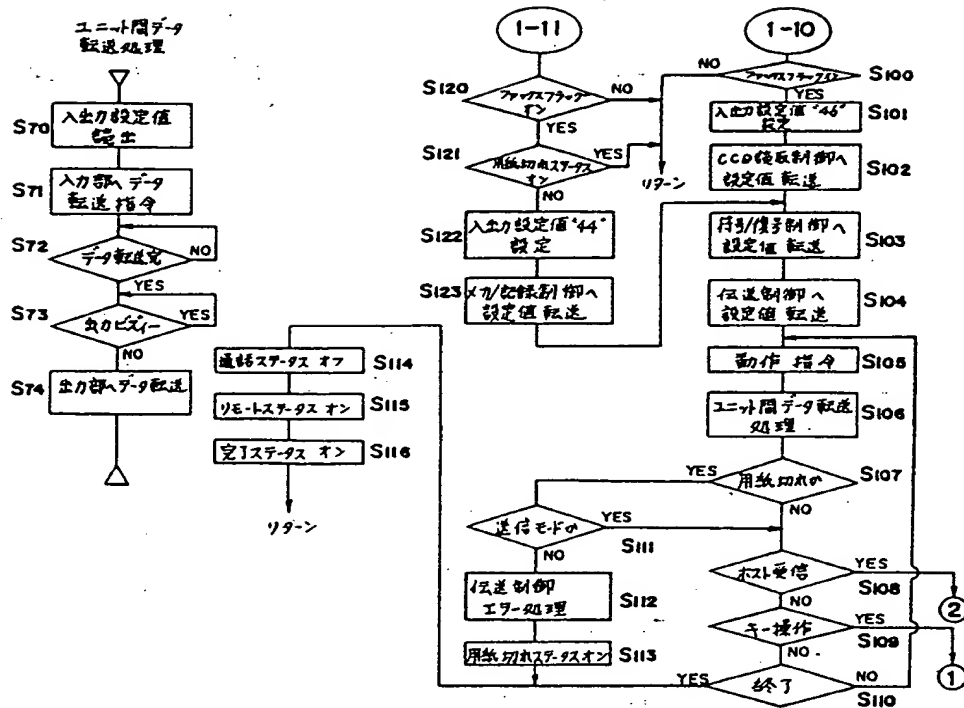 ユニット間データ
転送処理
S70
入出力設定値
読出
S71
入力部へデータ
転送指令
S72
データ転送完
NO
YES
S73
出力ビズィー
YES
NO
S74
出力部へデータ転送
1-11
S120
ファックスフラッグ
オン
NO
YES
S121
用紙切れステータス
オン
YES
NO
S122
入出力設定値"44"
設定
S123
メカ/記録制御へ
設定値転送
リターン
1-10
NO
ファックスフラッグオン
S100
YES
入出力設定値"46"
設定
S101
CCD読取制御へ
設定値転送
S102
符号/復号制御へ
設定値転送
S103
伝送制御へ
設定値転送
S104
動作指令
S105
ユニット間データ転送
処理
S106
YES
用紙切れか
S107
NO
送信モードか
YES
S111
NO
伝送制御
エラー処理
S112
用紙切れステータスオン
S113
ホスト受信
YES
S108
②
NO
キー操作
YES
S109
①
NO
YES
終了
NO
S110
通話ステータス オフ
S114
リモートステータス オン
S115
完了ステータス オン
S116
リターン